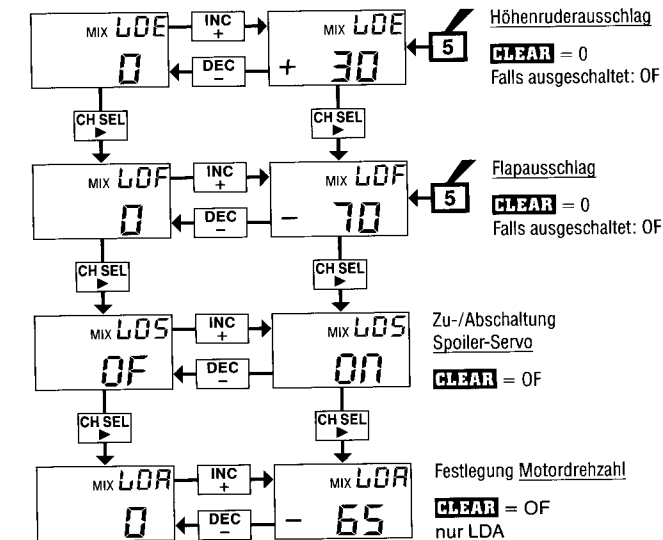 MIX LDE INC + MIX LDE 5 Höhenruderausschlag
0 DEC – + 30 CLEAR = 0
Falls ausgeschaltet: OF
CH SEL CH SEL
MIX LDF INC + MIX LDF 5 Flapausschlag
0 DEC – – 70 CLEAR = 0
Falls ausgeschaltet: OF
CH SEL CH SEL
MIX LDS INC + MIX LDS Zu-/Abschaltung
Spoiler-Servo
OF DEC – ON CLEAR = OF
CH SEL CH SEL
MIX LDA INC + MIX LDA Festlegung Motordrehzahl
0 DEC – – 65 CLEAR = OF
nur LDA